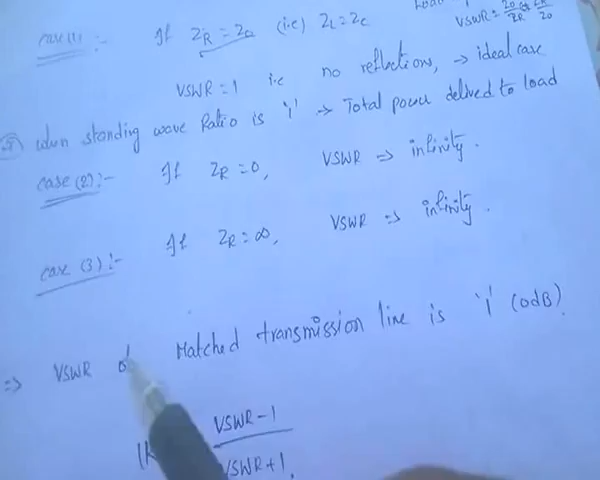 VSWR = Z0/ZR or ZR/Z0
case(1) :- If ZR = Z0 (i.e) ZL = Zc
VSWR = 1 i.e no reflections, → ideal case
when standing wave Ratio is '1' → Total power delived to load
case (2) :- If ZR = 0, VSWR => infinity.
case (3) :- If ZR = ∞, VSWR => infinity.
=> VSWR of Matched transmission line is '1' (0dB).
|K VSWR-1
VSWR+1.